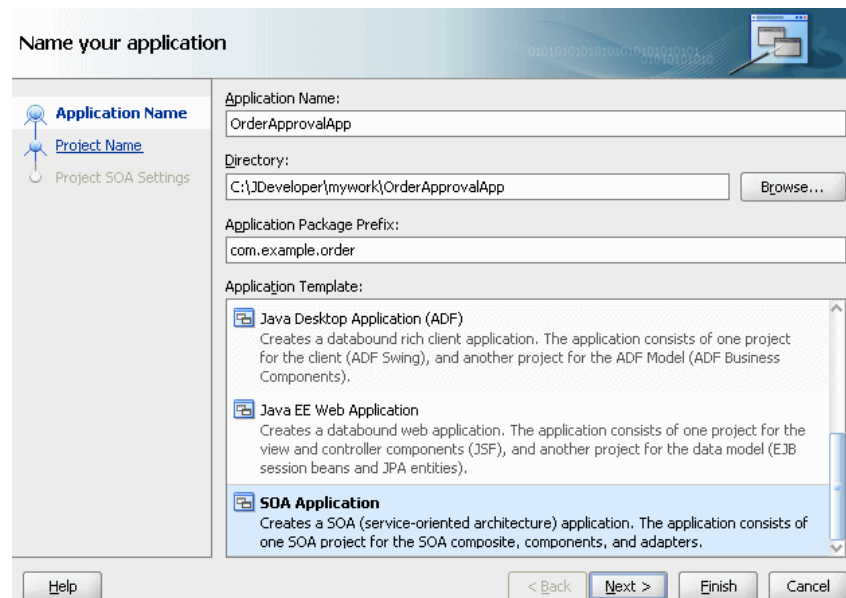 Name your application
01010101010101010101010101
01010101010
Application Name
Project Name
Project SOA Settings
Application Name:
OrderApprovalApp
Directory:
C:\JDeveloper\mywork\OrderApprovalApp
Browse...
Application Package Prefix:
com.example.order
Application Template:
Java Desktop Application (ADF)
Creates a databound rich client application. The application consists of one project
for the client (ADF Swing), and another project for the ADF Model (ADF Business
Components).
Java EE Web Application
Creates a databound web application. The application consists of one project for the
view and controller components (JSF), and another project for the data model (EJB
session beans and JPA entities).
SOA Application
Creates a SOA (service-oriented architecture) application. The application consists of
one SOA project for the SOA composite, components, and adapters.
Help
< Back
Next >
Finish
Cancel